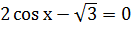 2 cos x − √3 = 0